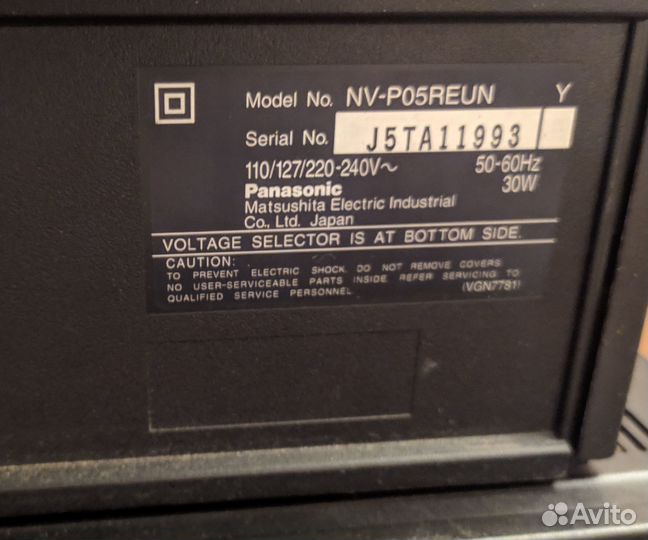 Model No. NV-P05REUN Y
Serial No. J5TA11993
110/127/220-240V~ 50-60Hz
Panasonic 30W
Matsushita Electric Industrial
Co., Ltd. Japan
VOLTAGE SELECTOR IS AT BOTTOM SIDE.
CAUTION:
TO PREVENT ELECTRIC SHOCK, DO NOT REMOVE COVERS.
NO USER-SERVICEABLE PARTS INSIDE. REFER SERVICING TO
QUALIFIED SERVICE PERSONNEL. (VGN7781)
Avito